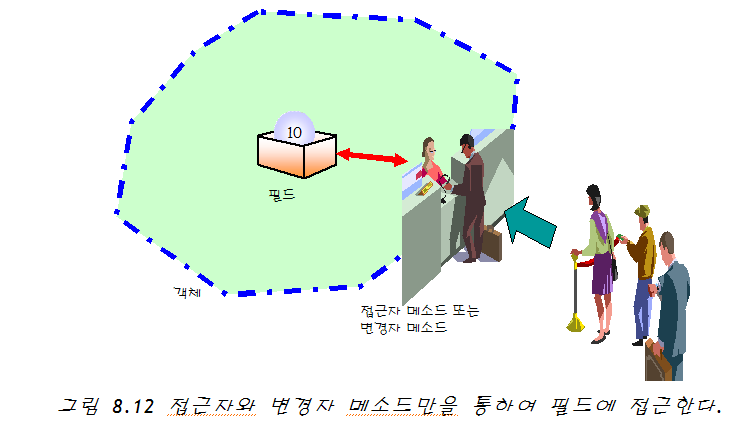 10
필드
객체
접근자 메소드 또는
변경자 메소드
그림 8.12 접근자와 변경자 메소드만을 통하여 필드에 접근한다.